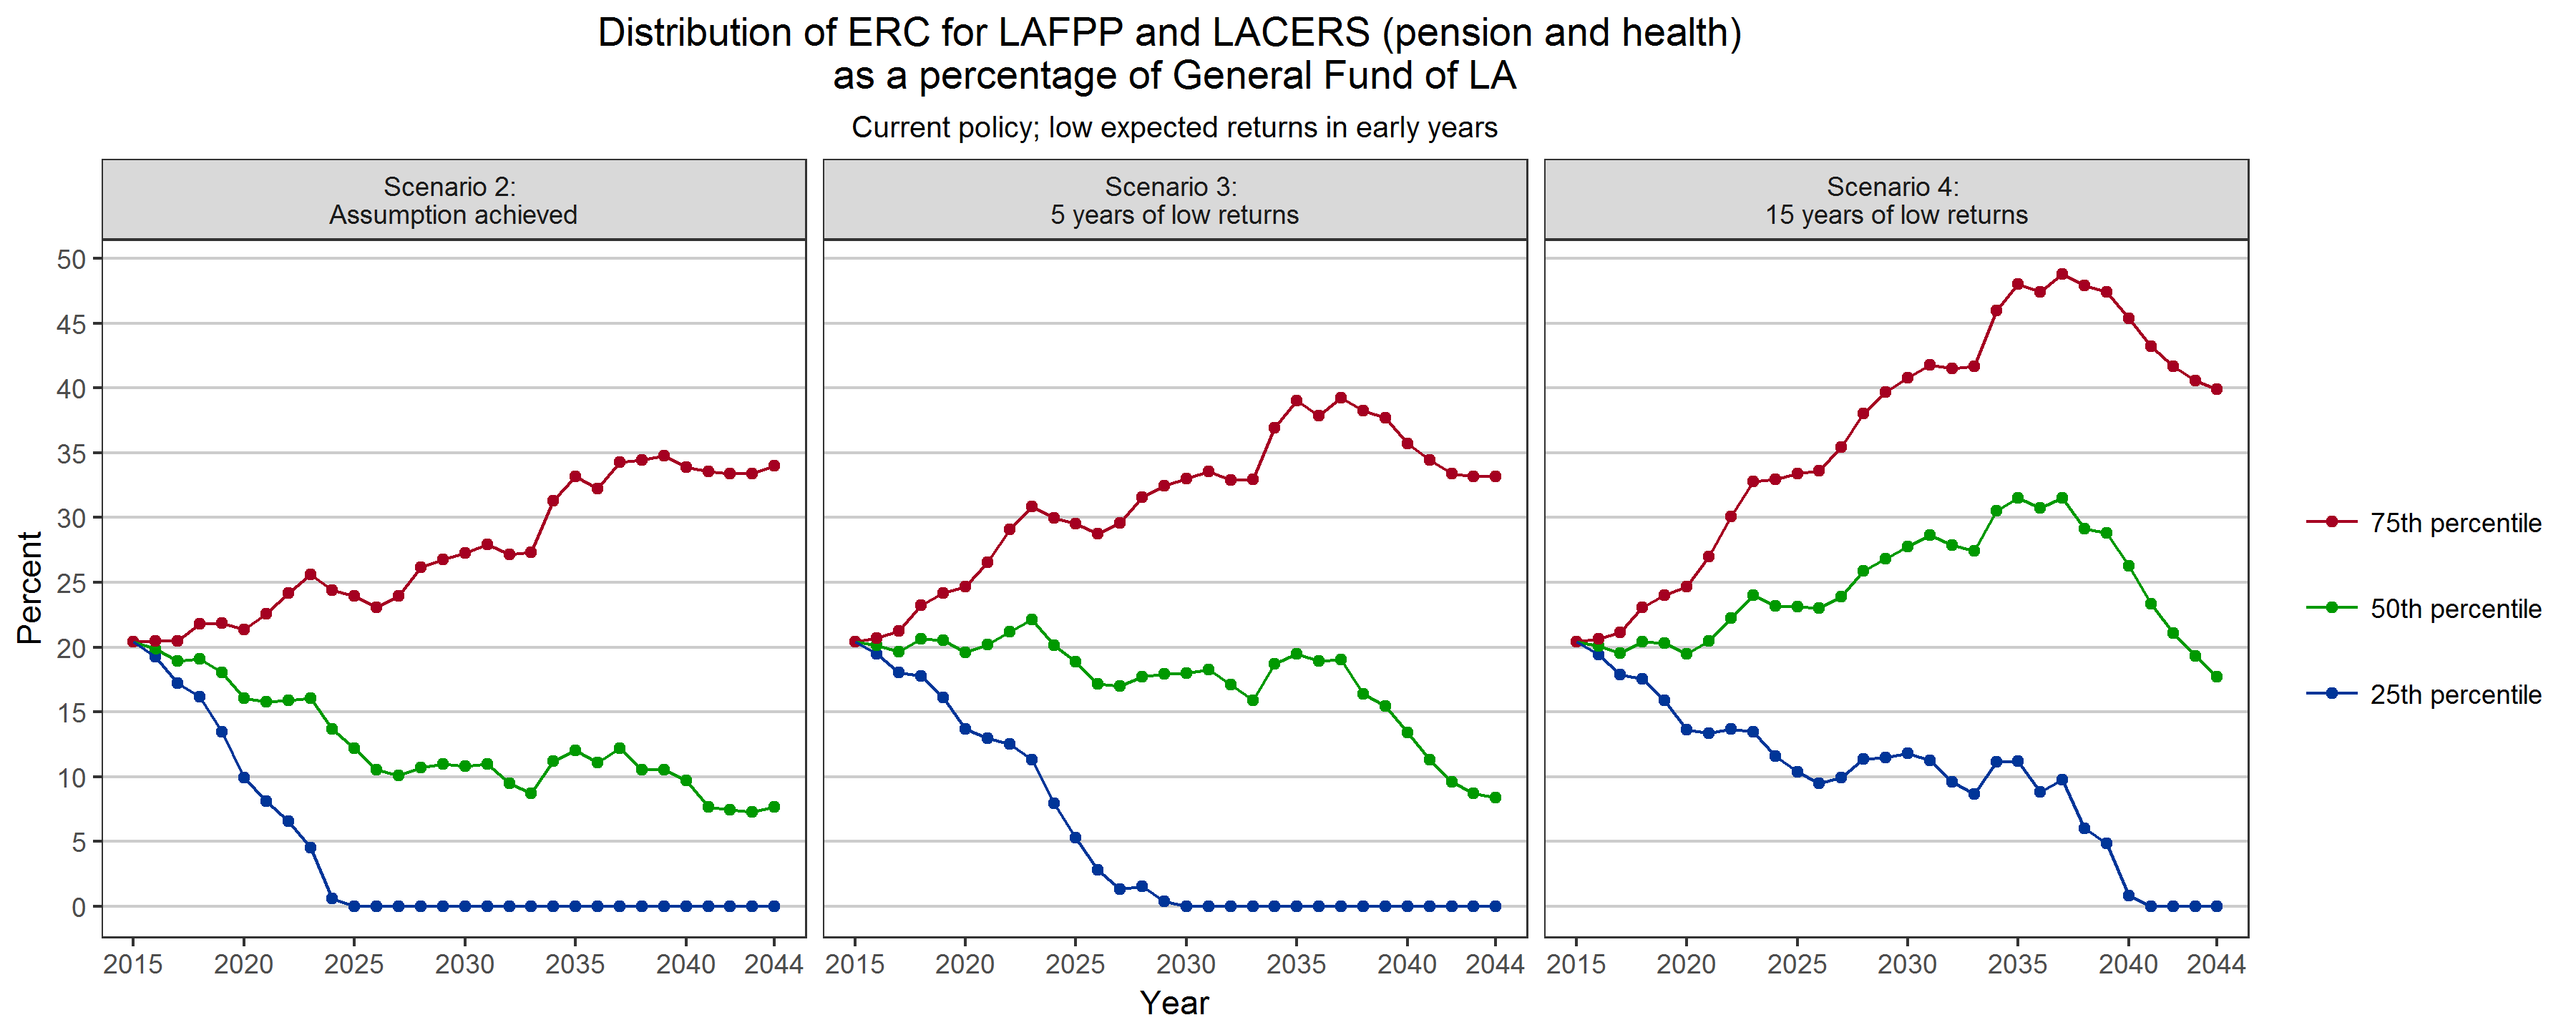 Distribution of ERC for LAFPP and LACERS (pension and health)
as a percentage of General Fund of LA
Current policy; low expected returns in early years
Scenario 2:
Assumption achieved
Scenario 3:
5 years of low returns
Scenario 4:
15 years of low returns
Percent
50
45
40
35
30
25
20
15
10
5
0
2015 2020 2025 2030 2035 2040 2044
2015 2020 2025 2030 2035 2040 2044
2015 2020 2025 2030 2035 2040 2044
Year
75th percentile
50th percentile
25th percentile